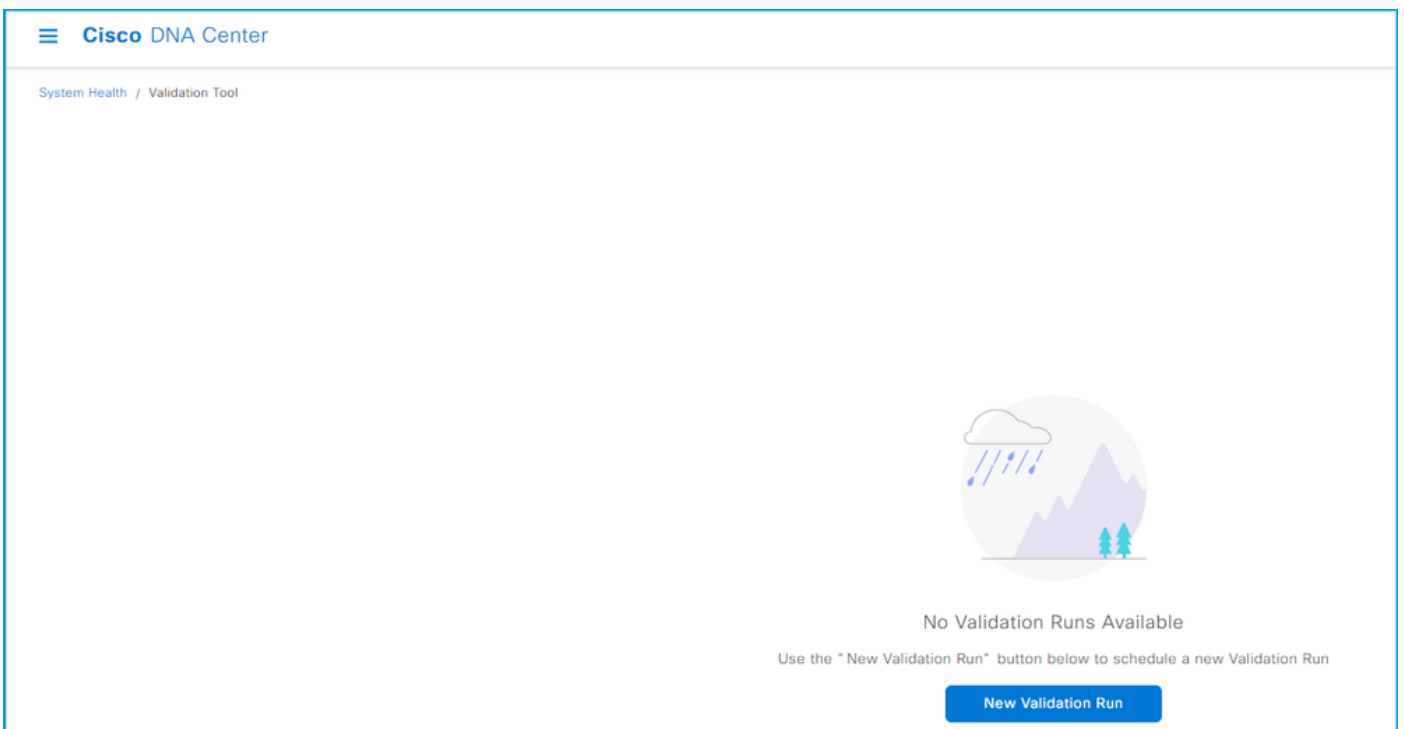 Cisco DNA Center
System Health / Validation Tool
No Validation Runs Available
Use the "New Validation Run" button below to schedule a new Validation Run
New Validation Run